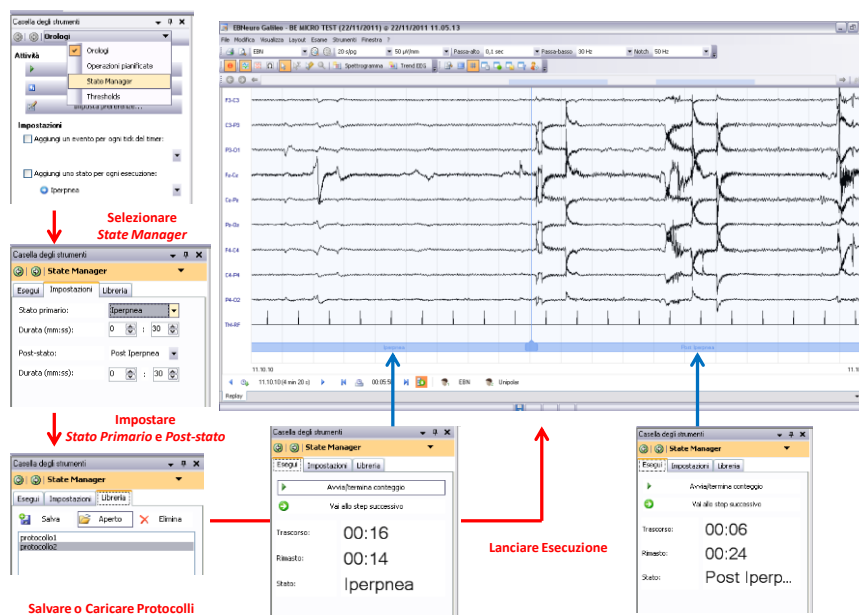 Casella degli strumenti
Orologi
Attività
Orologi
Operazioni pianificate
State Manager
Thresholds
Imposta preferenze...
Impostazioni
Aggiungi un evento per ogni tick del timer:
Aggiungi uno stato per ogni esecuzione:
Iperpnea
Selezionare
State Manager
Casella degli strumenti
State Manager
Esegui Impostazioni Libreria
Stato primario: Iperpnea
Durata (mm:ss): 0 : 30
Post-stato: Post Iperpnea
Durata (mm:ss): 0 : 30
Impostare
Stato Primario e Post-stato
Casella degli strumenti
State Manager
Esegui Impostazioni Libreria
Salva Aperto Elimina
protocollo1
protocollo2
Salvare o Caricare Protocolli
EBNeuro Galileo - BE MICRO TEST (22/11/2011) @ 22/11/2011 11.05.13
File Modifica Visualizza Layout Esame Strumenti Finestra ?
EBN 20 s/pg 50 µV/mm Passa-alto 0,1 sec Passa-basso 30 Hz Notch 50 Hz
Spettrogramma Trend EEG
F3-C3
C3-P3
P3-O1
Fz-Cz
Cz-Pz
Pz-Oz
F4-C4
C4-P4
P4-O2
TM-RF
Iperpnea Post Iperpnea
11.10.10
11.10.10 (4 min 20 s) 00:05:50 EBN Unipolar
Replay
Casella degli strumenti
State Manager
Esegui Impostazioni Libreria
Avvia/termina conteggio
Vai allo step successivo
Trascorso: 00:16
Rimasto: 00:14
Stato: Iperpnea
Lanciare Esecuzione
Casella degli strumenti
State Manager
Esegui Impostazioni Libreria
Avvia/termina conteggio
Vai allo step successivo
Trascorso: 00:06
Rimasto: 00:24
Stato: Post Iperp...